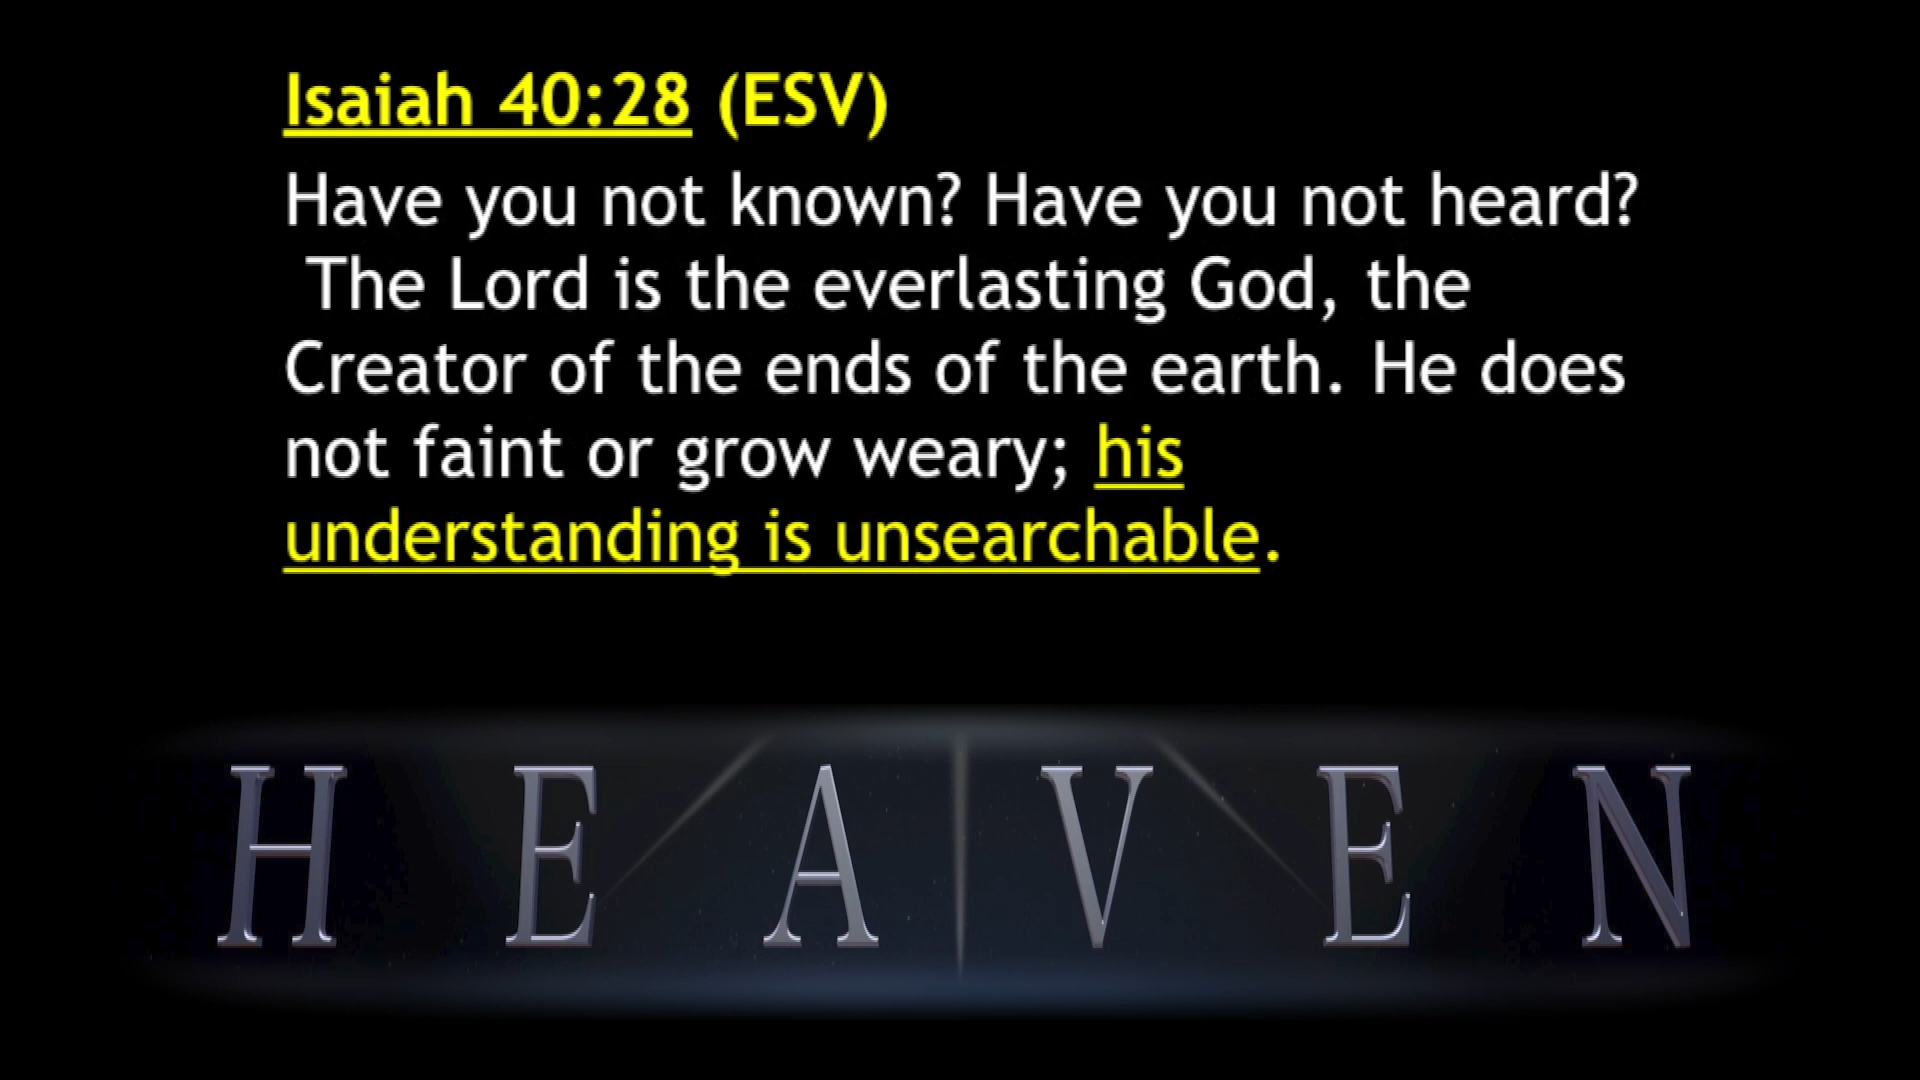 Isaiah 40:28 (ESV)
Have you not known? Have you not heard?
The Lord is the everlasting God, the
Creator of the ends of the earth. He does
not faint or grow weary; his
understanding is unsearchable.
HEAVEN